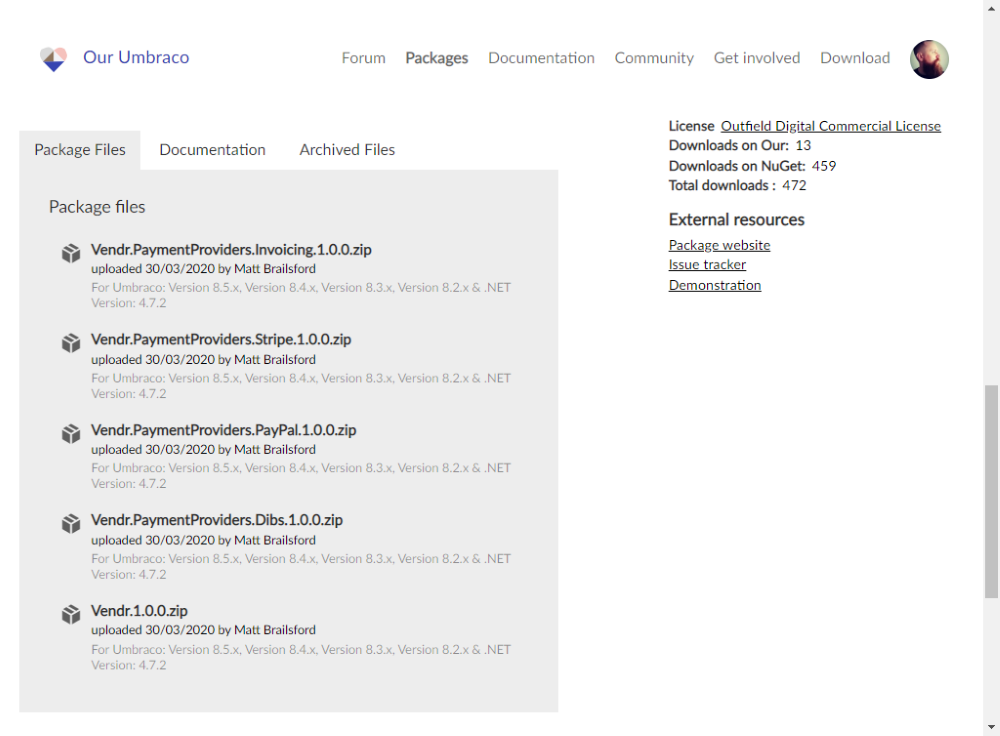 Our Umbraco
Forum Packages Documentation Community Get involved Download
Package Files Documentation Archived Files
Package files
Vendr.PaymentProviders.Invoicing.1.0.0.zip
uploaded 30/03/2020 by Matt Brailsford
For Umbraco: Version 8.5.x, Version 8.4.x, Version 8.3.x, Version 8.2.x & .NET
Version: 4.7.2
Vendr.PaymentProviders.Stripe.1.0.0.zip
uploaded 30/03/2020 by Matt Brailsford
For Umbraco: Version 8.5.x, Version 8.4.x, Version 8.3.x, Version 8.2.x & .NET
Version: 4.7.2
Vendr.PaymentProviders.PayPal.1.0.0.zip
uploaded 30/03/2020 by Matt Brailsford
For Umbraco: Version 8.5.x, Version 8.4.x, Version 8.3.x, Version 8.2.x & .NET
Version: 4.7.2
Vendr.PaymentProviders.Dibs.1.0.0.zip
uploaded 30/03/2020 by Matt Brailsford
For Umbraco: Version 8.5.x, Version 8.4.x, Version 8.3.x, Version 8.2.x & .NET
Version: 4.7.2
Vendr.1.0.0.zip
uploaded 30/03/2020 by Matt Brailsford
For Umbraco: Version 8.5.x, Version 8.4.x, Version 8.3.x, Version 8.2.x & .NET
Version: 4.7.2
License Outfield Digital Commercial License
Downloads on Our: 13
Downloads on NuGet: 459
Total downloads : 472
External resources
Package website
Issue tracker
Demonstration